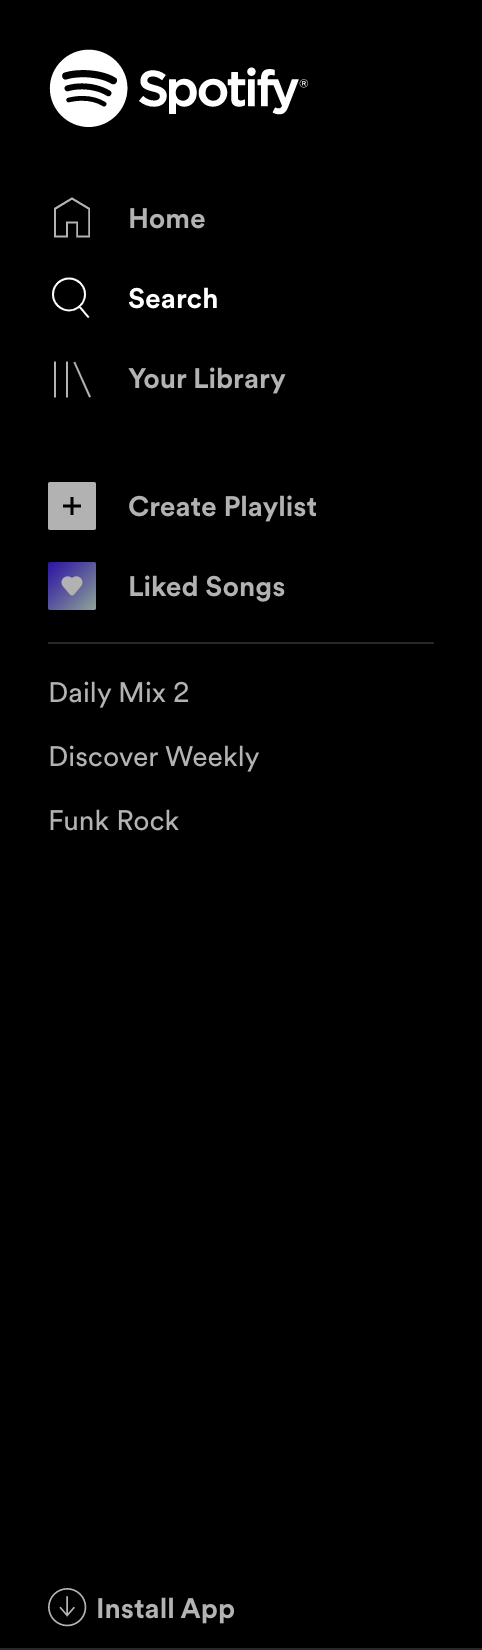 Spotify®
Home
Search
Your Library
Create Playlist
Liked Songs
Daily Mix 2
Discover Weekly
Funk Rock
Install App